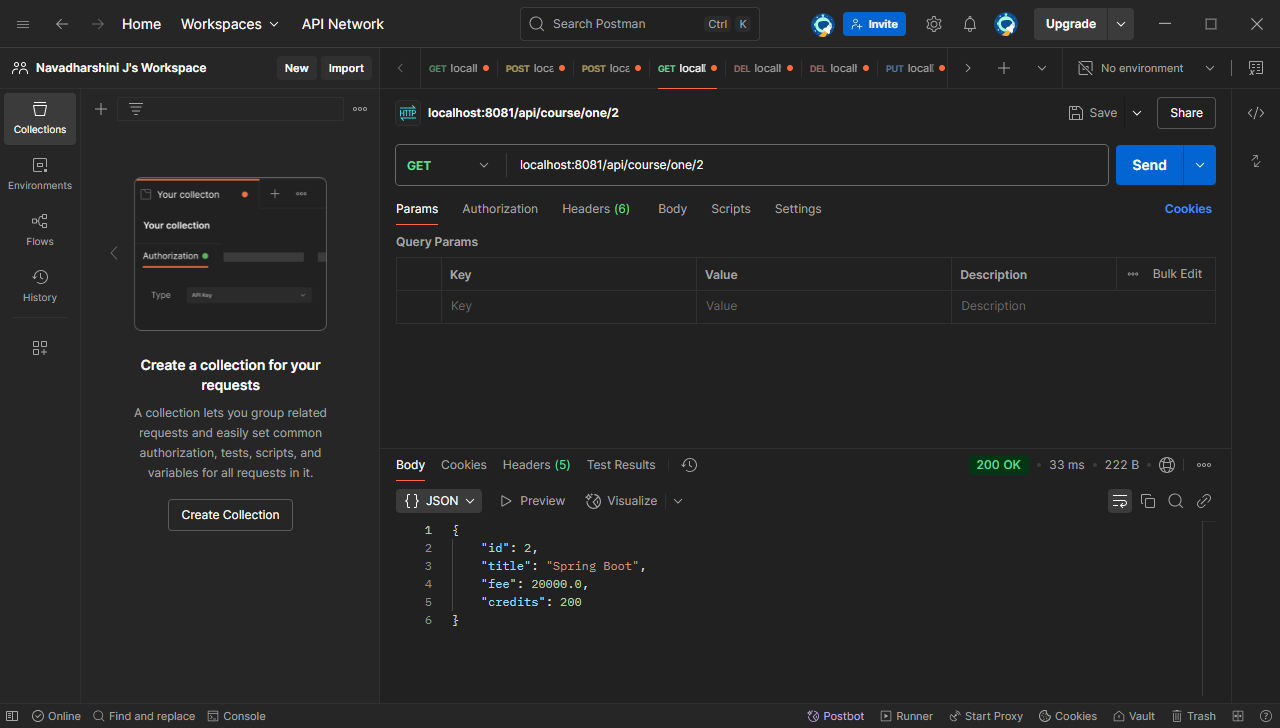 Home Workspaces API Network Search Postman Ctrl K Invite Upgrade
Navadharshini J's Workspace New Import GET locall POST loca POST loca GET locall DEL locall DEL locall PUT locall No environment
Collections
Environments
Flows
History
Your collecton
Your collection
Authorization
Type API Key
Create a collection for your
requests
A collection lets you group related
requests and easily set common
authorization, tests, scripts, and
variables for all requests in it.
Create Collection
HTTP localhost:8081/api/course/one/2 Save Share
GET localhost:8081/api/course/one/2 Send
Params Authorization Headers (6) Body Scripts Settings Cookies
Query Params
Key Value Description Bulk Edit
Key Value Description
Body Cookies Headers (5) Test Results 200 OK 33 ms 222 B
{} JSON Preview Visualize
1 {
2 "id": 2,
3 "title": "Spring Boot",
4 "fee": 20000.0,
5 "credits": 200
6 }
Online Find and replace Console Postbot Runner Start Proxy Cookies Vault Trash